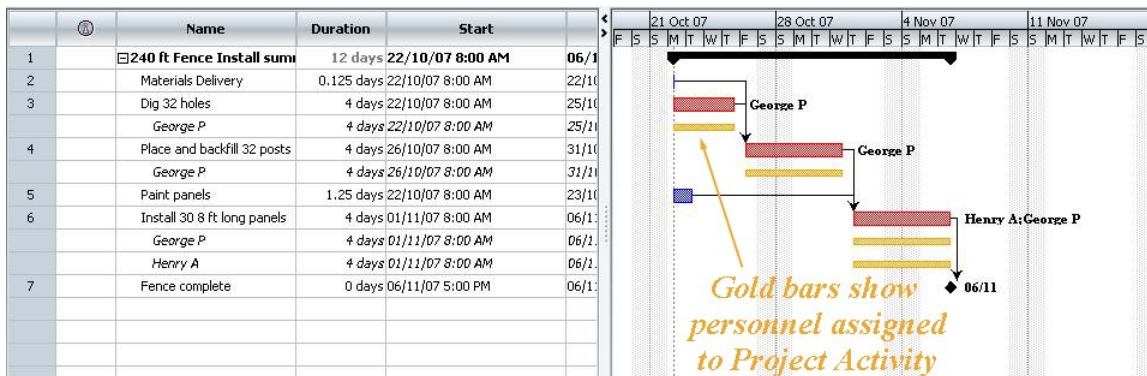 Name Duration Start
21 Oct 07 28 Oct 07 4 Nov 07 11 Nov 07
F S S M T W T F S S M T W T F S S M T W T F S S M T W T F S
1 240 ft Fence Install sum 12 days 22/10/07 8:00 AM 06/1
2 Materials Delivery 0.125 days 22/10/07 8:00 AM 22/10
3 Dig 32 holes 4 days 22/10/07 8:00 AM 25/10 George P
George P 4 days 22/10/07 8:00 AM 25/1
4 Place and backfill 32 posts 4 days 26/10/07 8:00 AM 31/10 George P
George P 4 days 26/10/07 8:00 AM 31/1
5 Paint panels 1.25 days 22/10/07 8:00 AM 23/10
6 Install 30 8 ft long panels 4 days 01/11/07 8:00 AM 06/1 Henry A;George P
George P 4 days 01/11/07 8:00 AM 06/1
Henry A 4 days 01/11/07 8:00 AM 06/1
7 Fence complete 0 days 06/11/07 5:00 PM 06/1 06/11
Gold bars show
personnel assigned
to Project Activity